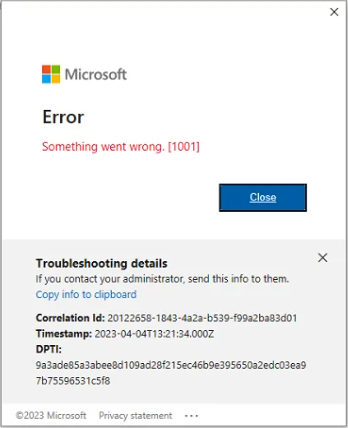 Microsoft
Error
Something went wrong. [1001]
Close
Troubleshooting details
If you contact your administrator, send this info to them.
Copy info to clipboard
Correlation Id: 20122658-1843-4a2a-b539-f99a2ba83d01
Timestamp: 2023-04-04T13:21:34.000Z
DPTI:
9a3ade85a3abee8d109ad28f215ec46b9e395650a2edc03ea9
7b75596531c5f8
©2023 Microsoft Privacy statement ...